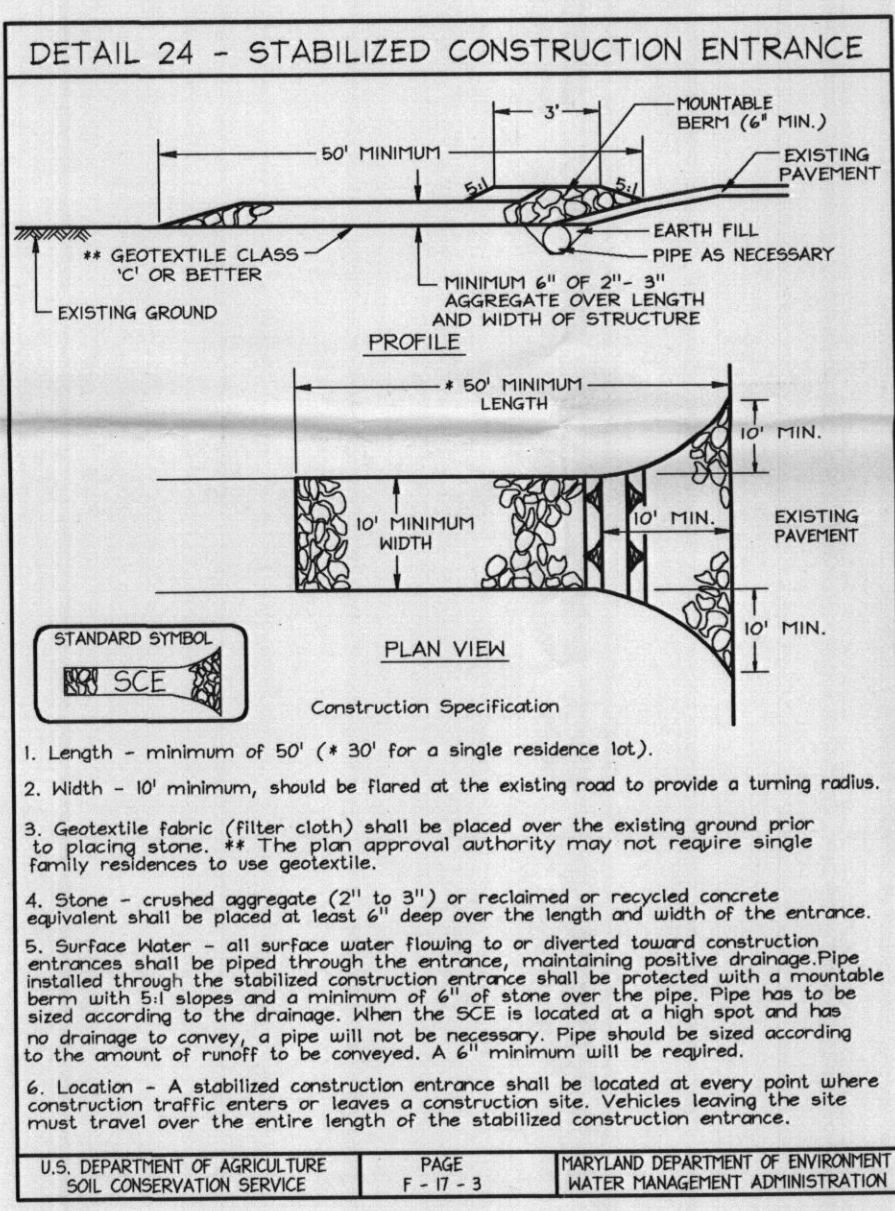 DETAIL 24 - STABILIZED CONSTRUCTION ENTRANCE
3'
MOUNTABLE
BERM (6" MIN.)
50' MINIMUM
EXISTING
PAVEMENT
5:1
5:1
** GEOTEXTILE CLASS
'C' OR BETTER
EARTH FILL
PIPE AS NECESSARY
MINIMUM 6" OF 2"- 3"
AGGREGATE OVER LENGTH
AND WIDTH OF STRUCTURE
EXISTING GROUND
PROFILE
* 50' MINIMUM
LENGTH
10' MIN.
10' MINIMUM
WIDTH
10' MIN.
EXISTING
PAVEMENT
10' MIN.
STANDARD SYMBOL
SCE
PLAN VIEW
Construction Specification
1. Length - minimum of 50' (* 30' for a single residence lot).
2. Width - 10' minimum, should be flared at the existing road to provide a turning radius.
3. Geotextile fabric (filter cloth) shall be placed over the existing ground prior
to placing stone. ** The plan approval authority may not require single
family residences to use geotextile.
4. Stone - crushed aggregate (2" to 3") or reclaimed or recycled concrete
equivalent shall be placed at least 6" deep over the length and width of the entrance.
5. Surface Water - all surface water flowing to or diverted toward construction
entrances shall be piped through the entrance, maintaining positive drainage.Pipe
installed through the stabilized construction entrance shall be protected with a mountable
berm with 5:1 slopes and a minimum of 6" of stone over the pipe. Pipe has to be
sized according to the drainage. When the SCE is located at a high spot and has
no drainage to convey, a pipe will not be necessary. Pipe should be sized according
to the amount of runoff to be conveyed. A 6" minimum will be required.
6. Location - A stabilized construction entrance shall be located at every point where
construction traffic enters or leaves a construction site. Vehicles leaving the site
must travel over the entire length of the stabilized construction entrance.
U.S. DEPARTMENT OF AGRICULTURE
SOIL CONSERVATION SERVICE
PAGE
F - 17 - 3
MARYLAND DEPARTMENT OF ENVIRONMENT
WATER MANAGEMENT ADMINISTRATION